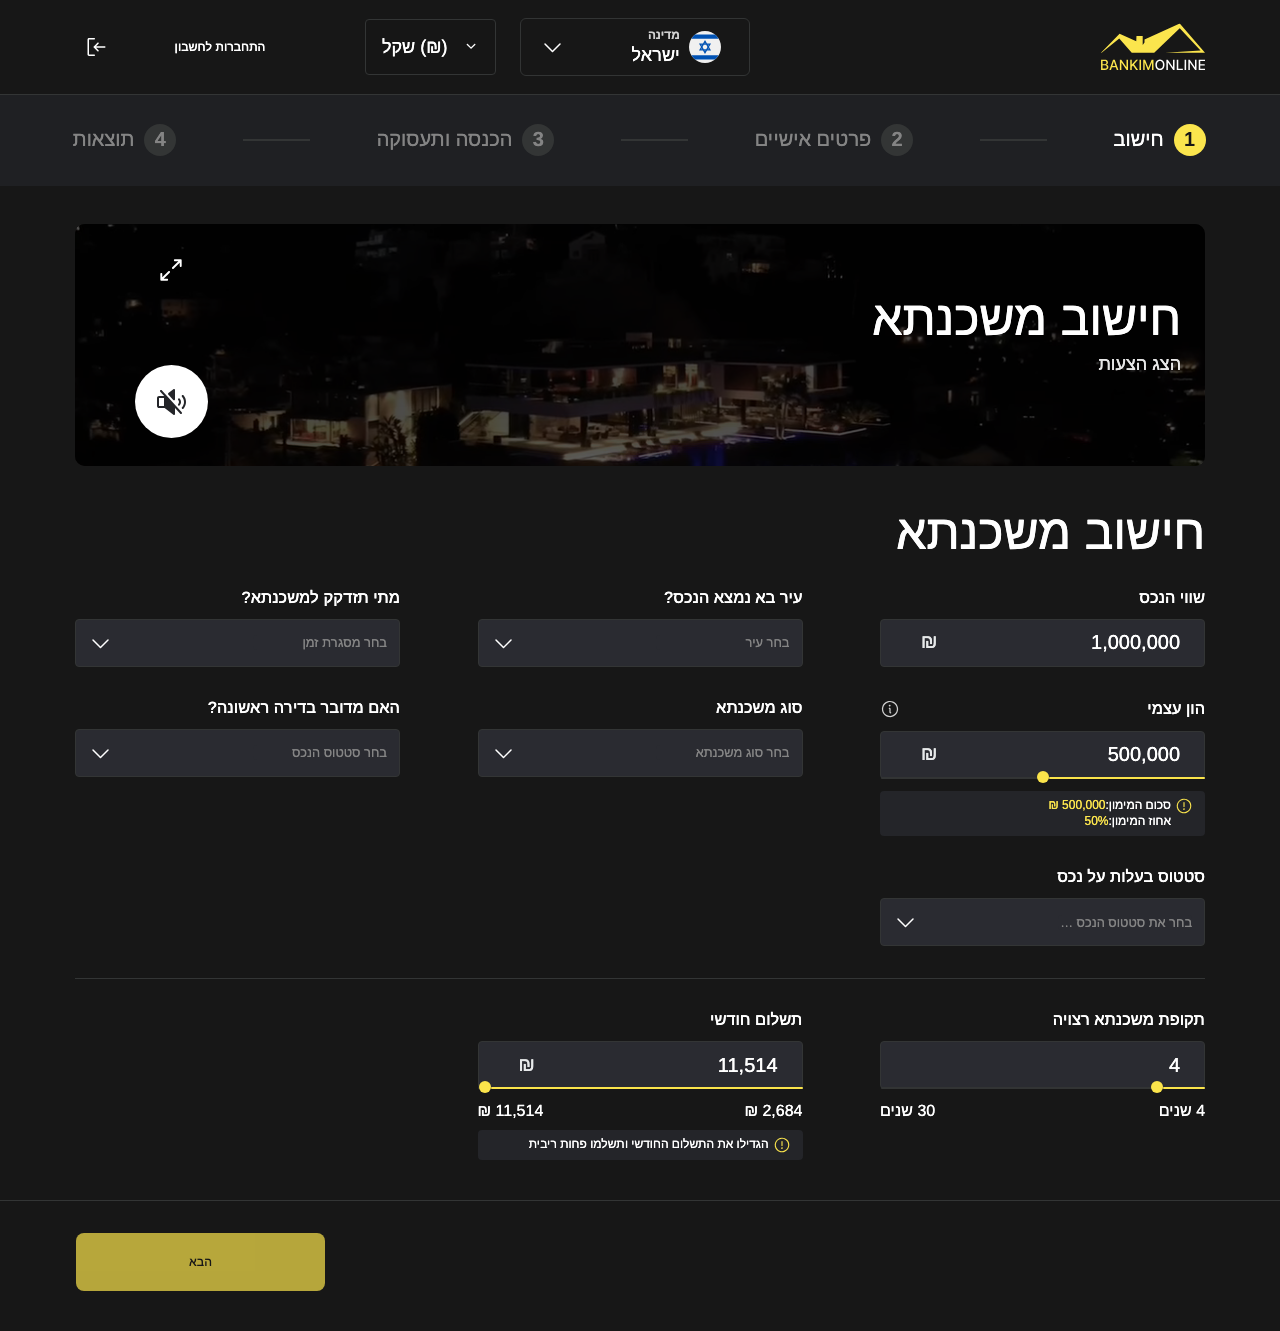 BANKIMONLINE
מדינה
ישראל
שקל (₪)
התחברות לחשבון
1 חישוב
2 פרטים אישיים
3 הכנסה ותעסוקה
4 תוצאות
חישוב משכנתא
הצג הצעות
חישוב משכנתא
שווי הנכס
1,000,000 ₪
עיר בא נמצא הנכס?
בחר עיר
מתי תזדקק למשכנתא?
בחר מסגרת זמן
הון עצמי
500,000 ₪
סכום המימון:500,000 ₪
אחוז המימון:50%
סוג משכנתא
בחר סוג משכנתא
האם מדובר בדירה ראשונה?
בחר סטטוס הנכס
סטטוס בעלות על נכס
בחר את סטטוס הנכס ...
תקופת משכנתא רצויה
4
4 שנים
30 שנים
תשלום חודשי
11,514 ₪
2,684 ₪
11,514 ₪
הגדילו את התשלום החודשי ותשלמו פחות ריבית
הבא